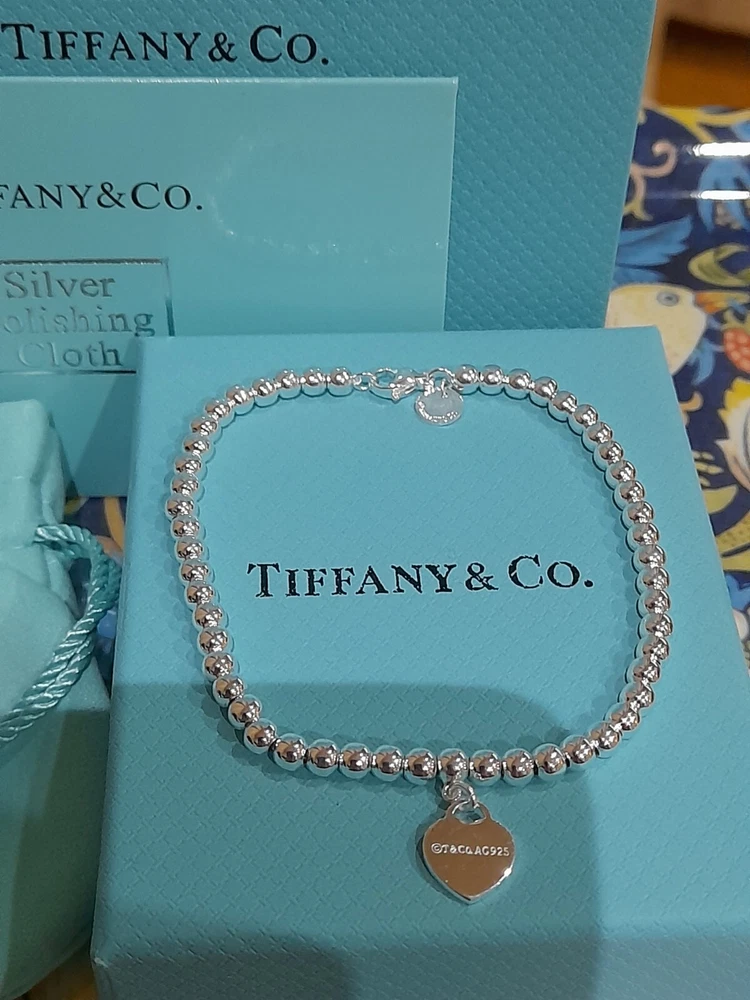 TIFFANY & CO.
FANY&CO.
Silver
olishing
Cloth
TIFFANY & CO.
©T&Co.AG925